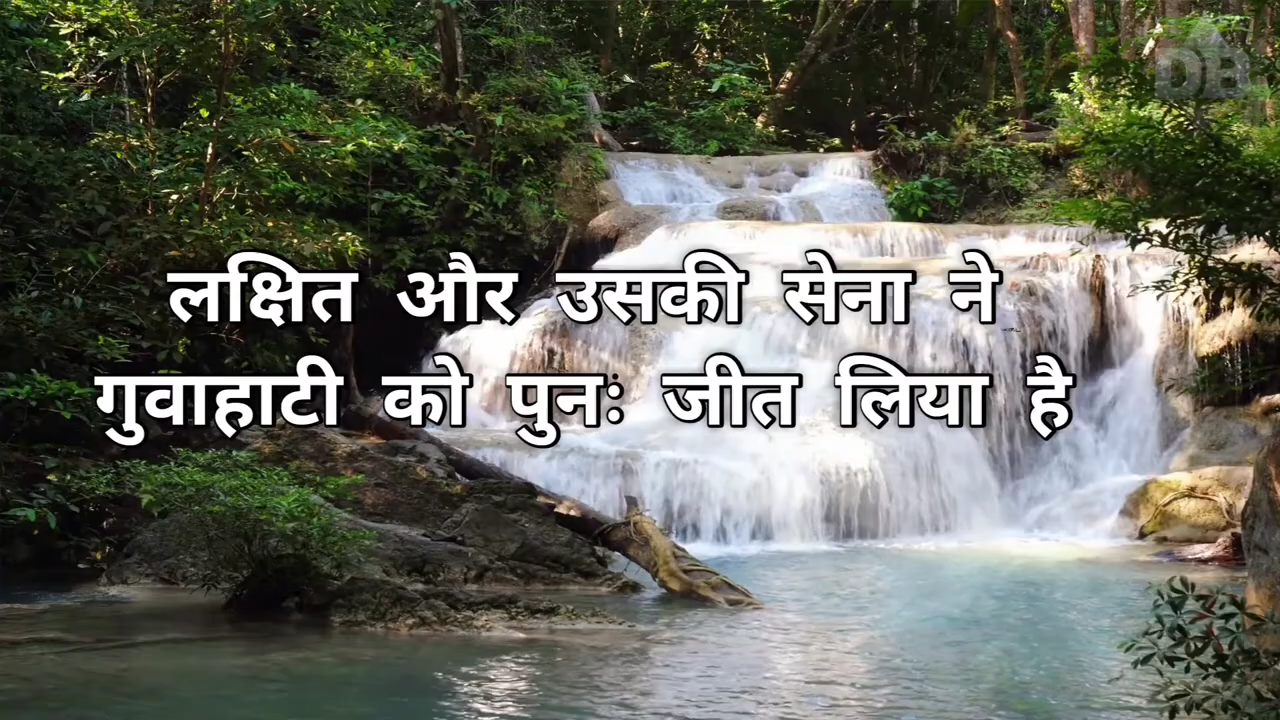 DB
लक्षित और उसकी सेना ने
गुवाहाटी को पुनः जीत लिया है